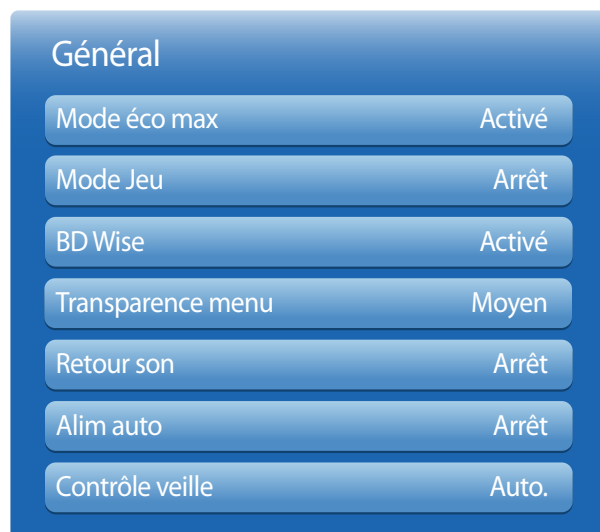 Général
Mode éco max Activé
Mode Jeu Arrêt
BD Wise Activé
Transparence menu Moyen
Retour son Arrêt
Alim auto Arrêt
Contrôle veille Auto.